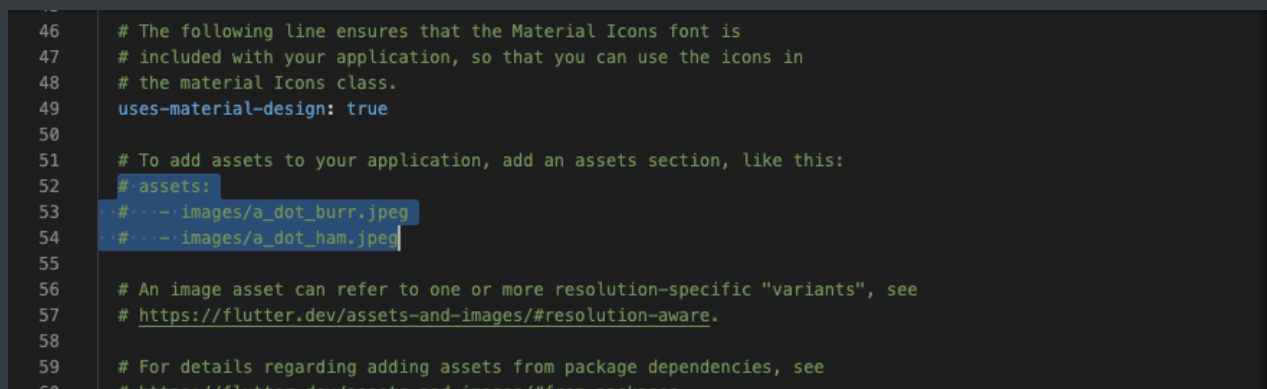 46 # The following line ensures that the Material Icons font is
47 # included with your application, so that you can use the icons in
48 # the material Icons class.
49 uses-material-design: true
50
51 # To add assets to your application, add an assets section, like this:
52 # assets:
53 #   - images/a_dot_burr.jpeg
54 #   - images/a_dot_ham.jpeg
55
56 # An image asset can refer to one or more resolution-specific "variants", see
57 # https://flutter.dev/assets-and-images/#resolution-aware.
58
59 # For details regarding adding assets from package dependencies, see